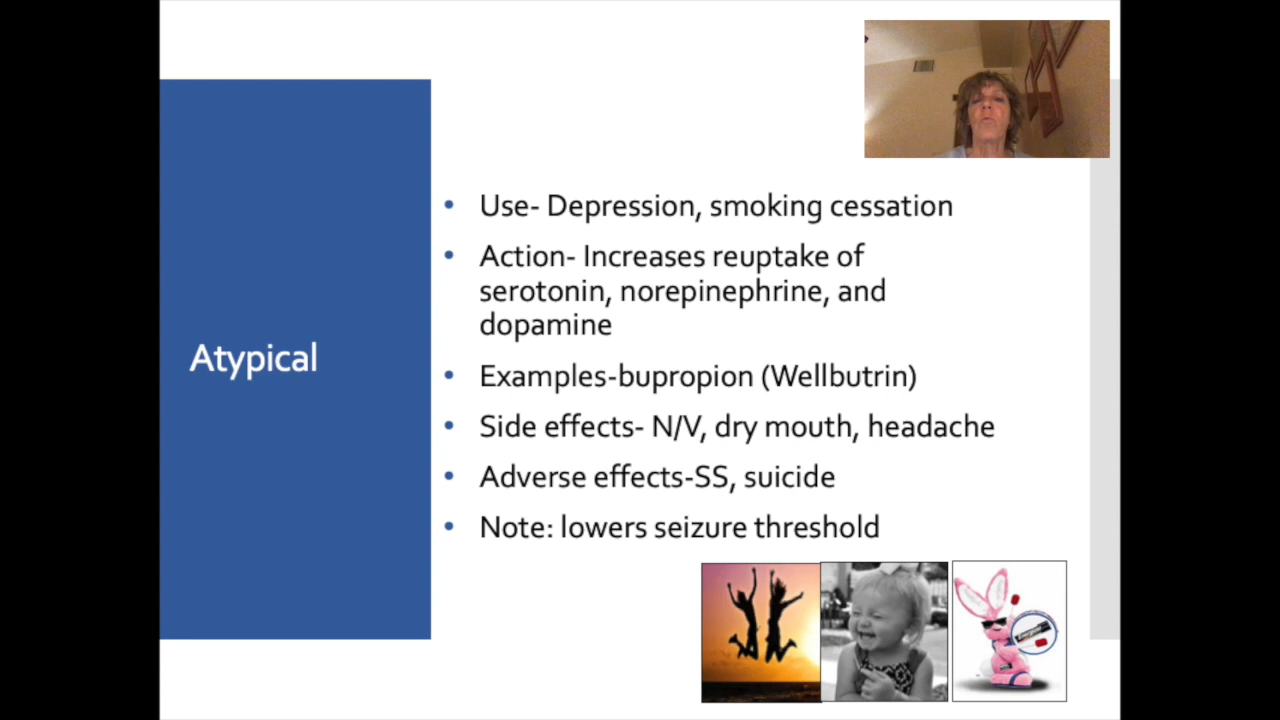 Atypical
Use- Depression, smoking cessation
Action- Increases reuptake of
serotonin, norepinephrine, and
dopamine
Examples-bupropion (Wellbutrin)
Side effects- N/V, dry mouth, headache
Adverse effects-SS, suicide
Note: lowers seizure threshold